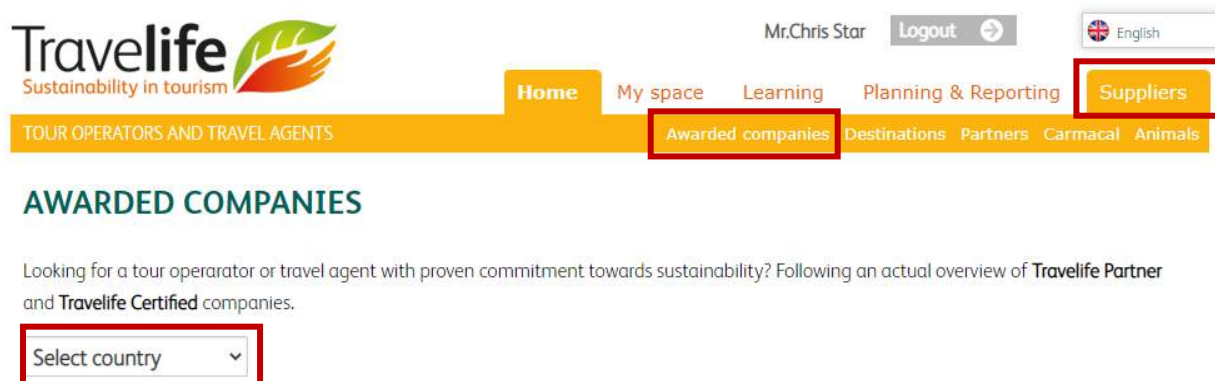 Travelife
Sustainability in tourism
Mr.Chris Star Logout English
Home My space Learning Planning & Reporting Suppliers
TOUR OPERATORS AND TRAVEL AGENTS Awarded companies Destinations Partners Carmacal Animals
AWARDED COMPANIES
Looking for a tour operarator or travel agent with proven commitment towards sustainability? Following an actual overview of Travelife Partner
and Travelife Certified companies.
Select country